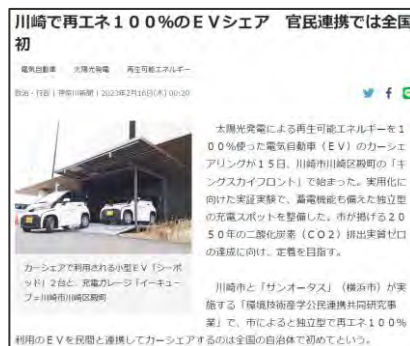 川崎で再エネ100%のEVシェア　官民連携では全国
初
電気自動車　太陽光発電　再生可能エネルギー
政治・行政 | 神奈川新聞 | 2023年2月16日(木) 00:20
太陽光発電による再生可能エネルギーを1
00%使った電気自動車(EV)のカーシェ
アリングが15日、川崎市川崎区殿町の「キ
ングスカイフロント」で始まった。実用化に
向けた実証実験で、蓄電機能も備えた独立型
の充電スポットを整備した。市が掲げる20
50年の二酸化炭素(CO2)排出実質ゼロ
の達成に向け、定着を目指す。
カーシェアで利用される小型EV「シーポ
ッド」2台と、充電ガレージ「イーキュー
ブ=川崎市川崎区殿町
川崎市と「サンオータス」(横浜市)が実
施する「環境技術産学公民連携共同研究事
業」で、市によると独立型で再エネ100%
利用のEVを民間と連携してカーシェアするのは全国の自治体で初めてという。